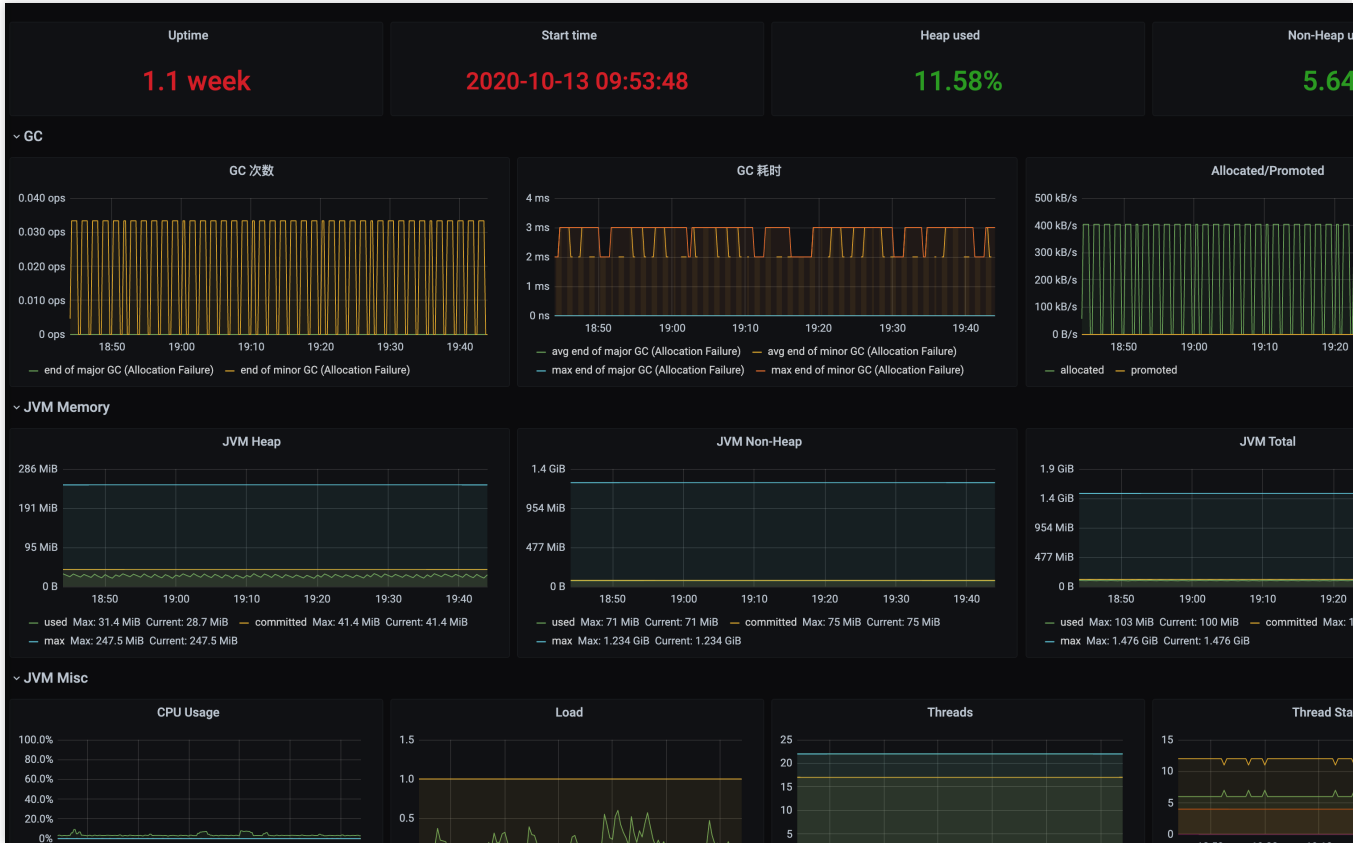 Uptime
1.1 week
Start time
2020-10-13 09:53:48
Heap used
11.58%
Non-Heap u
5.64
GC
GC 次数
0.040 ops
0.030 ops
0.020 ops
0.010 ops
0 ops
18:50 19:00 19:10 19:20 19:30 19:40
end of major GC (Allocation Failure) end of minor GC (Allocation Failure)
GC 耗时
4 ms
3 ms
2 ms
1 ms
0 ns
18:50 19:00 19:10 19:20 19:30 19:40
avg end of major GC (Allocation Failure) avg end of minor GC (Allocation Failure)
max end of major GC (Allocation Failure) max end of minor GC (Allocation Failure)
Allocated/Promoted
500 kB/s
400 kB/s
300 kB/s
200 kB/s
100 kB/s
0 B/s
18:50 19:00 19:10 19:20
allocated promoted
JVM Memory
JVM Heap
286 MiB
191 MiB
95 MiB
0 B
18:50 19:00 19:10 19:20 19:30 19:40
used Max: 31.4 MiB Current: 28.7 MiB committed Max: 41.4 MiB Current: 41.4 MiB
max Max: 247.5 MiB Current: 247.5 MiB
JVM Non-Heap
1.4 GiB
954 MiB
477 MiB
0 B
18:50 19:00 19:10 19:20 19:30 19:40
used Max: 71 MiB Current: 71 MiB committed Max: 75 MiB Current: 75 MiB
max Max: 1.234 GiB Current: 1.234 GiB
JVM Total
1.9 GiB
1.4 GiB
954 MiB
477 MiB
0 B
18:50 19:00 19:10 19:20
used Max: 103 MiB Current: 100 MiB committed Max: 1
max Max: 1.476 GiB Current: 1.476 GiB
JVM Misc
CPU Usage
100.0%
80.0%
60.0%
40.0%
20.0%
0%
Load
1.5
1.0
0.5
Threads
25
20
15
10
5
Thread Sta
15
10
5
0